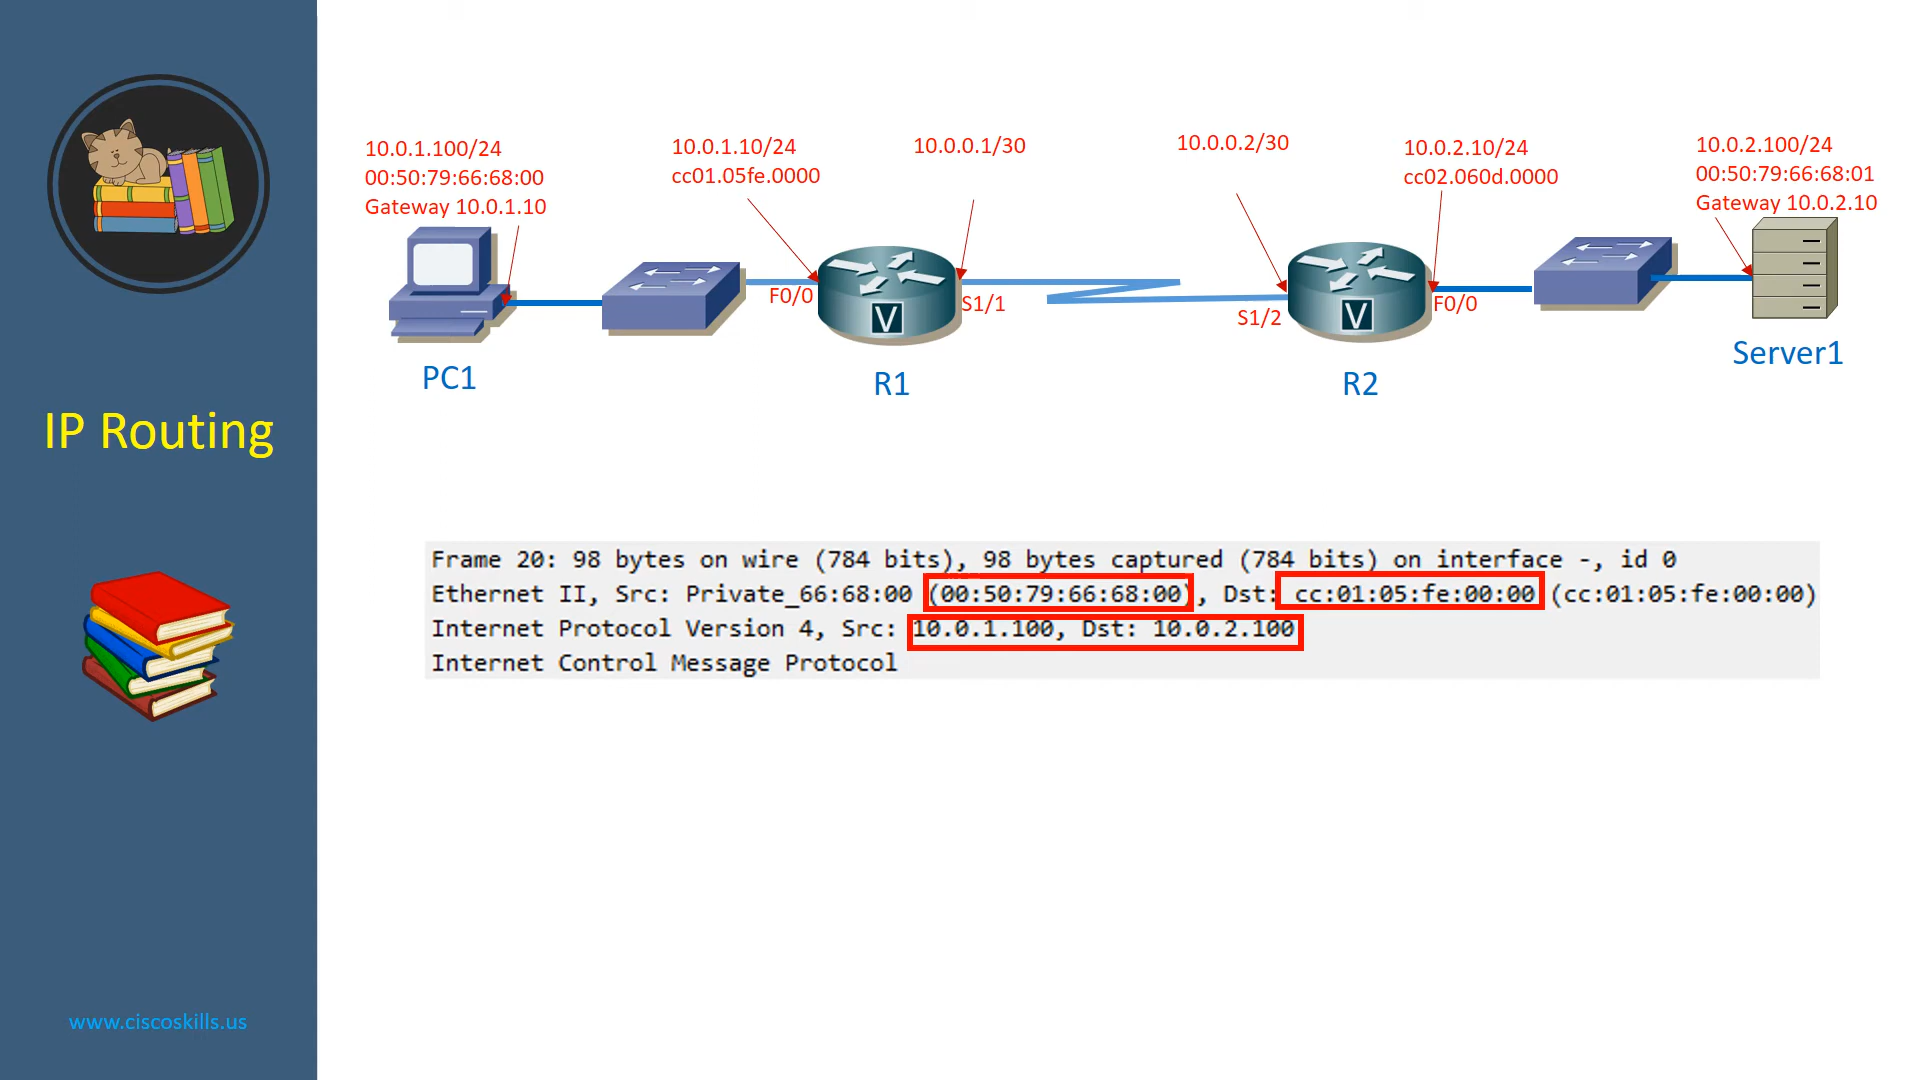 IP Routing
www.ciscoskills.us
10.0.1.100/24
00:50:79:66:68:00
Gateway 10.0.1.10
10.0.1.10/24
cc01.05fe.0000
10.0.0.1/30
10.0.0.2/30
10.0.2.10/24
cc02.060d.0000
10.0.2.100/24
00:50:79:66:68:01
Gateway 10.0.2.10
F0/0
S1/1
S1/2
F0/0
V
V
PC1
R1
R2
Server1
Frame 20: 98 bytes on wire (784 bits), 98 bytes captured (784 bits) on interface -, id 0
Ethernet II, Src: Private_66:68:00 (00:50:79:66:68:00), Dst: cc:01:05:fe:00:00 (cc:01:05:fe:00:00)
Internet Protocol Version 4, Src: 10.0.1.100, Dst: 10.0.2.100
Internet Control Message Protocol